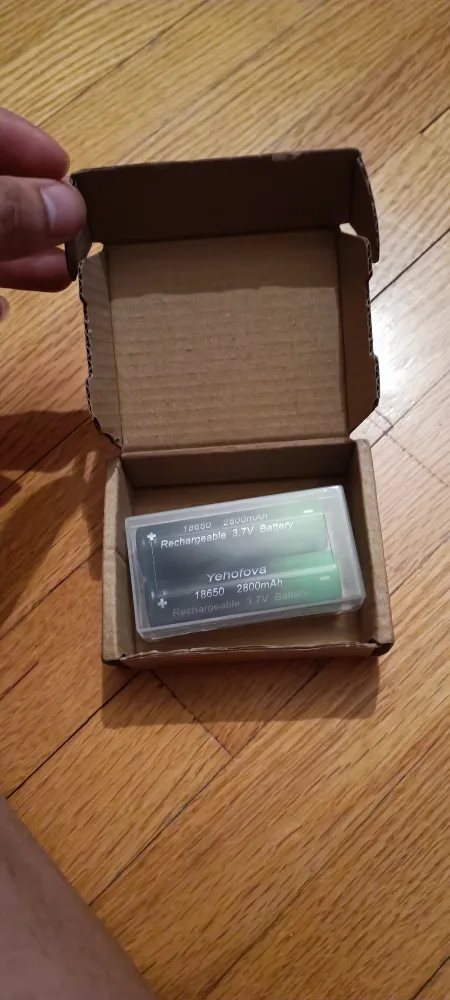 18650 2800mAh
+ -
Rechargeable 3.7V Battery
Yehofova
18650 2800mAh
+ -
Rechargeable 3.7V Battery